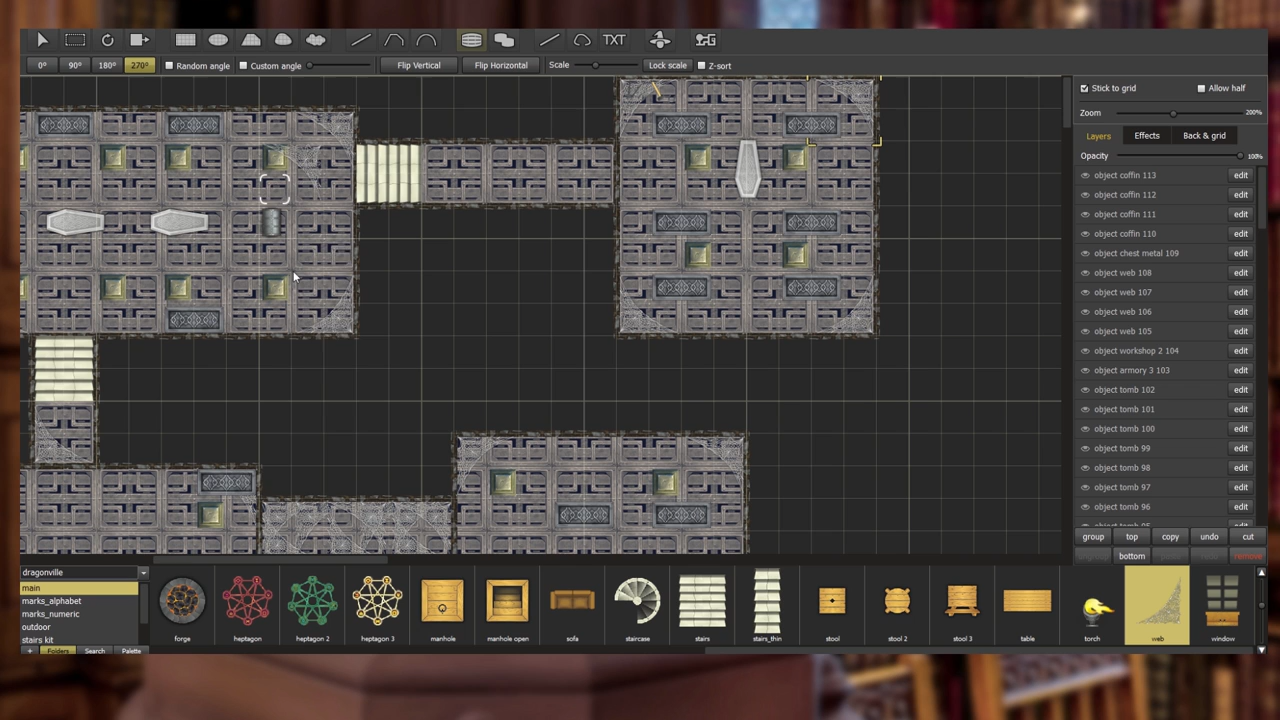 TXT
0° 90° 180° 270° Random angle Custom angle Flip Vertical Flip Horizontal Scale Lock scale Z-sort
Stick to grid Allow half
Zoom 200%
Layers Effects Back & grid
Opacity 100%
object coffin 113 edit
object coffin 112 edit
object coffin 111 edit
object coffin 110 edit
object chest metal 109 edit
object web 108 edit
object web 107 edit
object web 106 edit
object web 105 edit
object workshop 2 104 edit
object armory 3 103 edit
object tomb 102 edit
object tomb 101 edit
object tomb 100 edit
object tomb 99 edit
object tomb 98 edit
object tomb 97 edit
object tomb 96 edit
group top copy undo cut
bottom remove
dragonville
main
marks_alphabet
marks_numeric
outdoor
stairs kit
+ Folders Search Palette
forge heptagon heptagon 2 heptagon 3 manhole manhole open sofa staircase stairs stairs_thin stool stool 2 stool 3 table torch web window